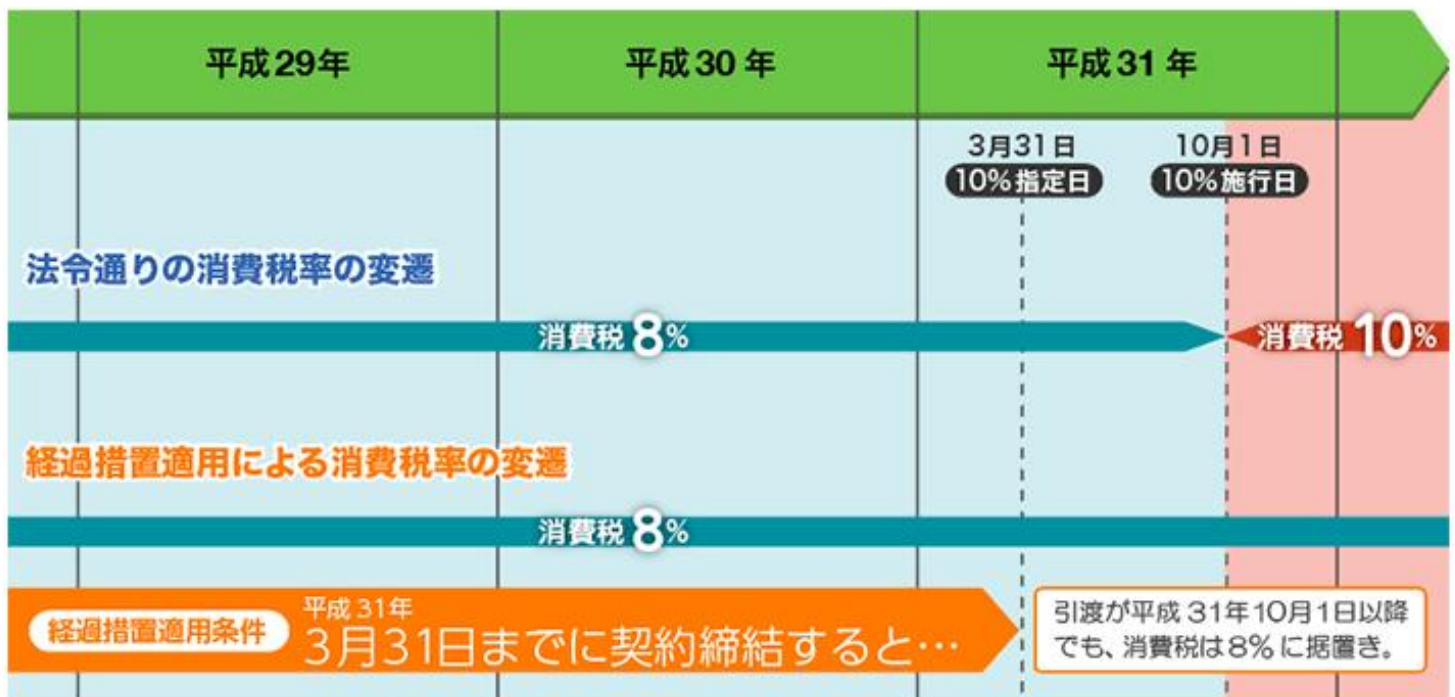 平成29年
平成30年
平成31年
3月31日
10%指定日
10月1日
10%施行日
法令通りの消費税率の変遷
消費税8%
消費税10%
経過措置適用による消費税率の変遷
消費税8%
経過措置適用条件
平成31年
3月31日までに契約締結すると…
引渡が平成31年10月1日以降
でも、消費税は8%に据置き。